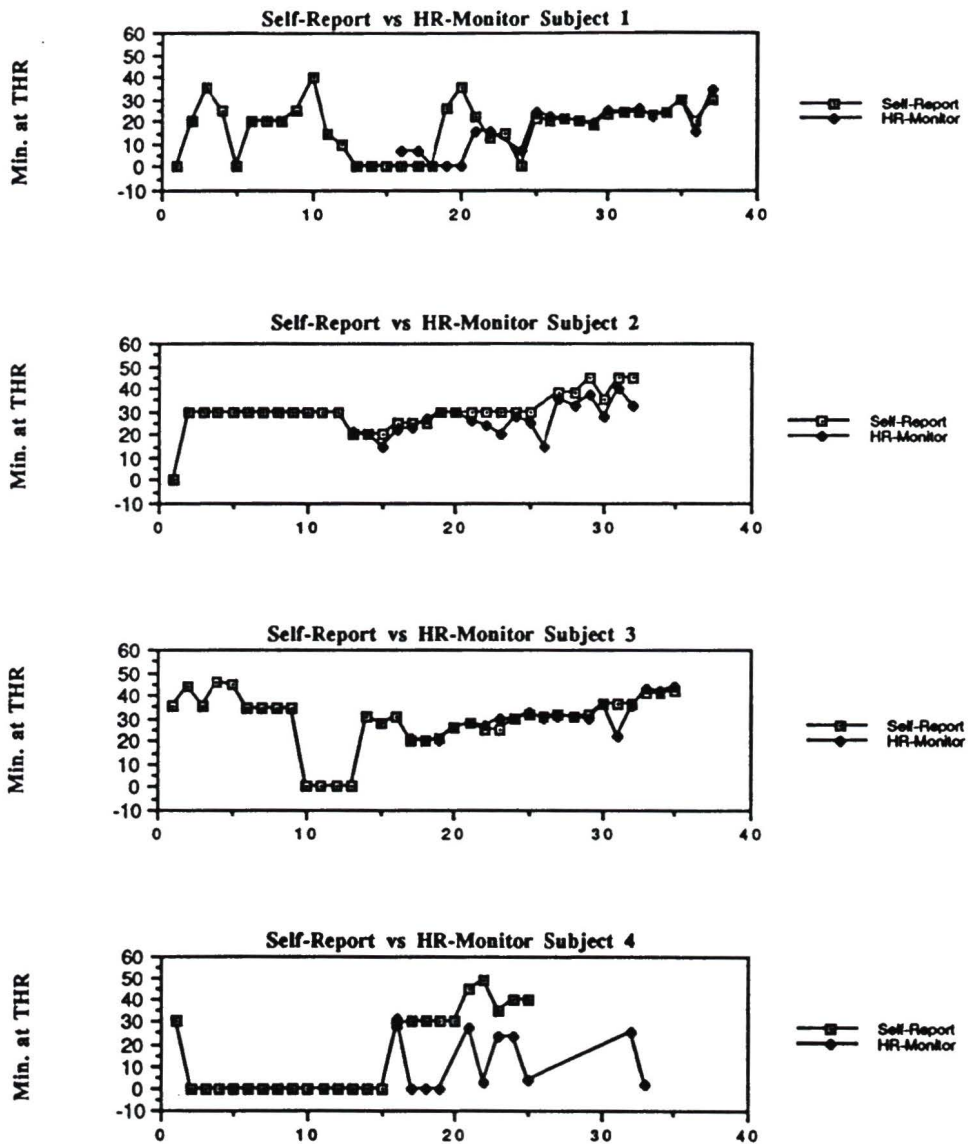 Self-Report vs HR-Monitor Subject 1
Min. at THR
60
50
40
30
20
10
0
-10
0 10 20 30 40
Self-Report
HR-Monitor
Self-Report vs HR-Monitor Subject 2
Min. at THR
60
50
40
30
20
10
0
-10
0 10 20 30 40
Self-Report
HR-Monitor
Self-Report vs HR-Monitor Subject 3
Min. at THR
60
50
40
30
20
10
0
-10
0 10 20 30 40
Self-Report
HR-Monitor
Self-Report vs HR-Monitor Subject 4
Min. at THR
60
50
40
30
20
10
0
-10
0 10 20 30 40
Self-Report
HR-Monitor